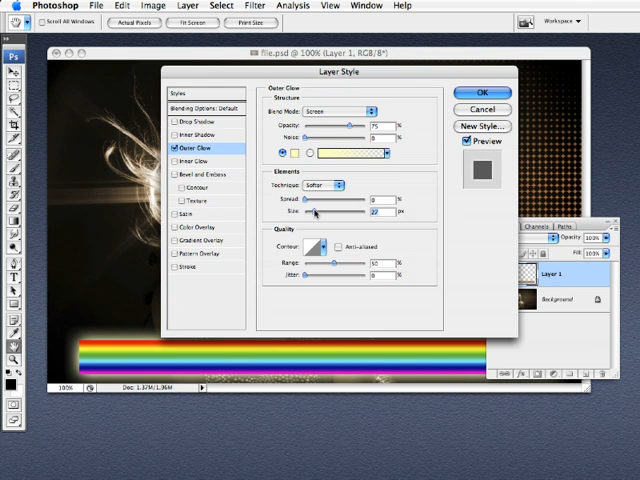 Photoshop File Edit Image Layer Select Filter Analysis View Window Help
Scroll All Windows Actual Pixels Fit Screen Print Size Workspace
Ps
file.psd @ 100% (Layer 1, RGB/8*)
Layer Style
Styles
Blending Options: Default
Drop Shadow
Inner Shadow
Outer Glow
Inner Glow
Bevel and Emboss
Contour
Texture
Satin
Color Overlay
Gradient Overlay
Pattern Overlay
Stroke
Outer Glow
Structure
Blend Mode: Screen
Opacity: 75 %
Noise: 0 %
Elements
Technique: Softer
Spread: 0 %
Size: px
Quality
Contour: Anti-aliased
Range: 50 %
Jitter: 0 %
OK
Cancel
New Style...
Preview
Channels Paths
Opacity: 100%
Fill: 100%
Layer 1
Background
100% Doc: 1.37M/1.96M